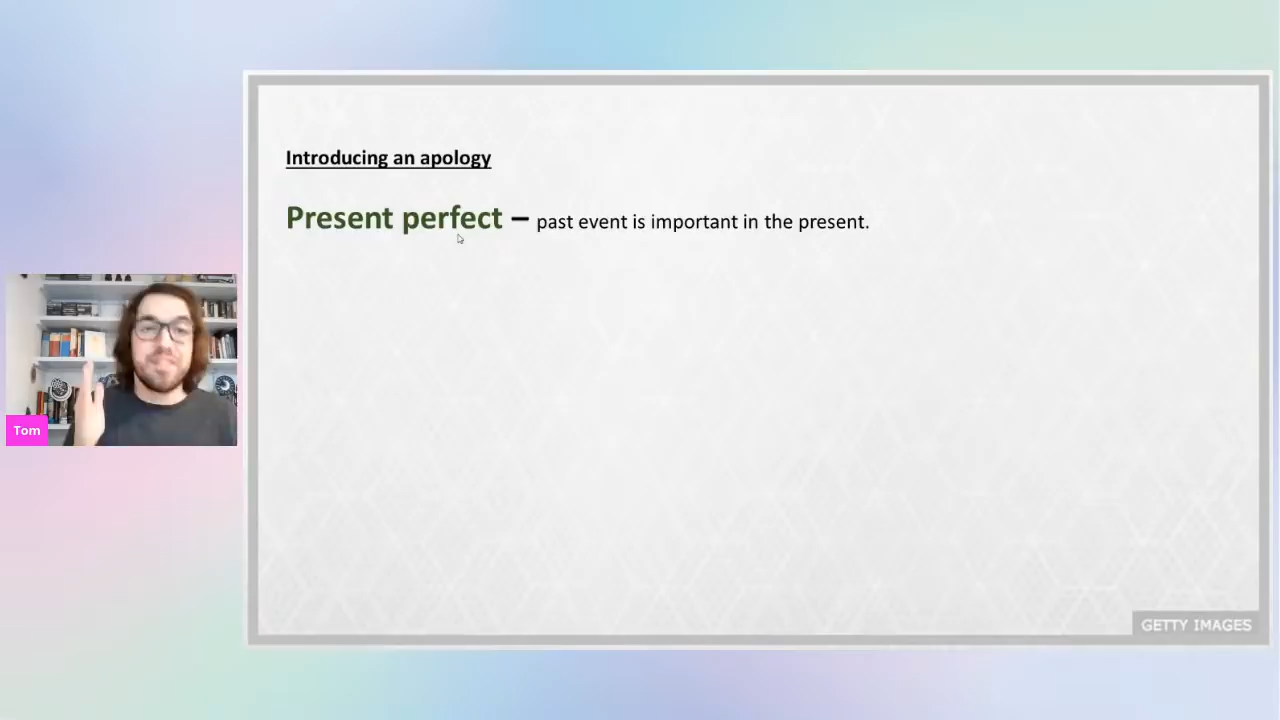 Introducing an apology
Present perfect – past event is important in the present.
Tom
GETTY IMAGES